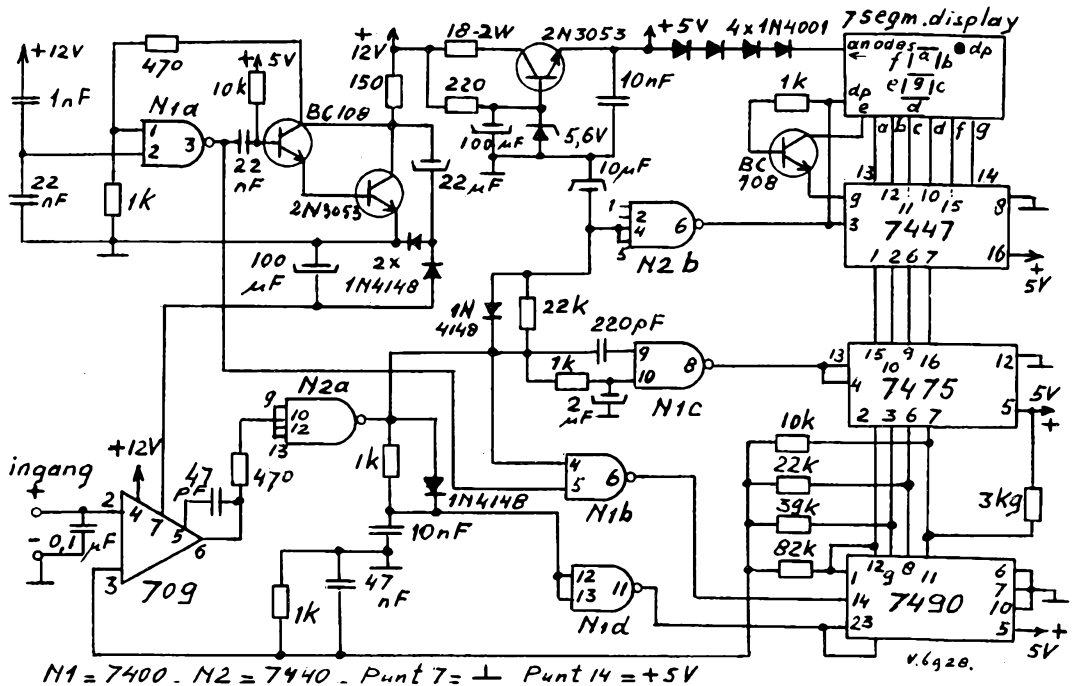 +12V
470
+5V
10k
1nF
N1a
1
2
3
BC108
22
nF
22
nF
1k
2N3053
+
12V
150
22µF
18-2W
2N3053
220
100µF
5,6V
10nF
+5V
4x1N4001
7segm.display
anodes
dp
f a b
e g c
d
dp
e
a b c d f g
1k
BC
108
10µF
1
2
4
5
6
N2b
13
12
11
10
15
14
9
3
7447
8
16
+
5V
1 2 6 7
100
µF
2x
1N4148
1N
4148
22k
220pF
1k
2
µF
9
10
8
N1c
13
4
15
10
9
16
7475
12
5
5V
+
2 3 6 7
N2a
9
10
12
13
1k
1N4148
10nF
4
5
6
N1b
10k
22k
39k
82k
3k9
ingang
+
- 0,1 µF
+12V
47
pF
470
2
4
7
5
6
3
709
1k
47
nF
12
13
11
N1d
12
9
8
11
1
14
23
7490
6
7
10
5
+
5V
v.6928.
N1 = 7400. N2 = 7440. Punt 7 = ⊥ Punt 14 = +5V